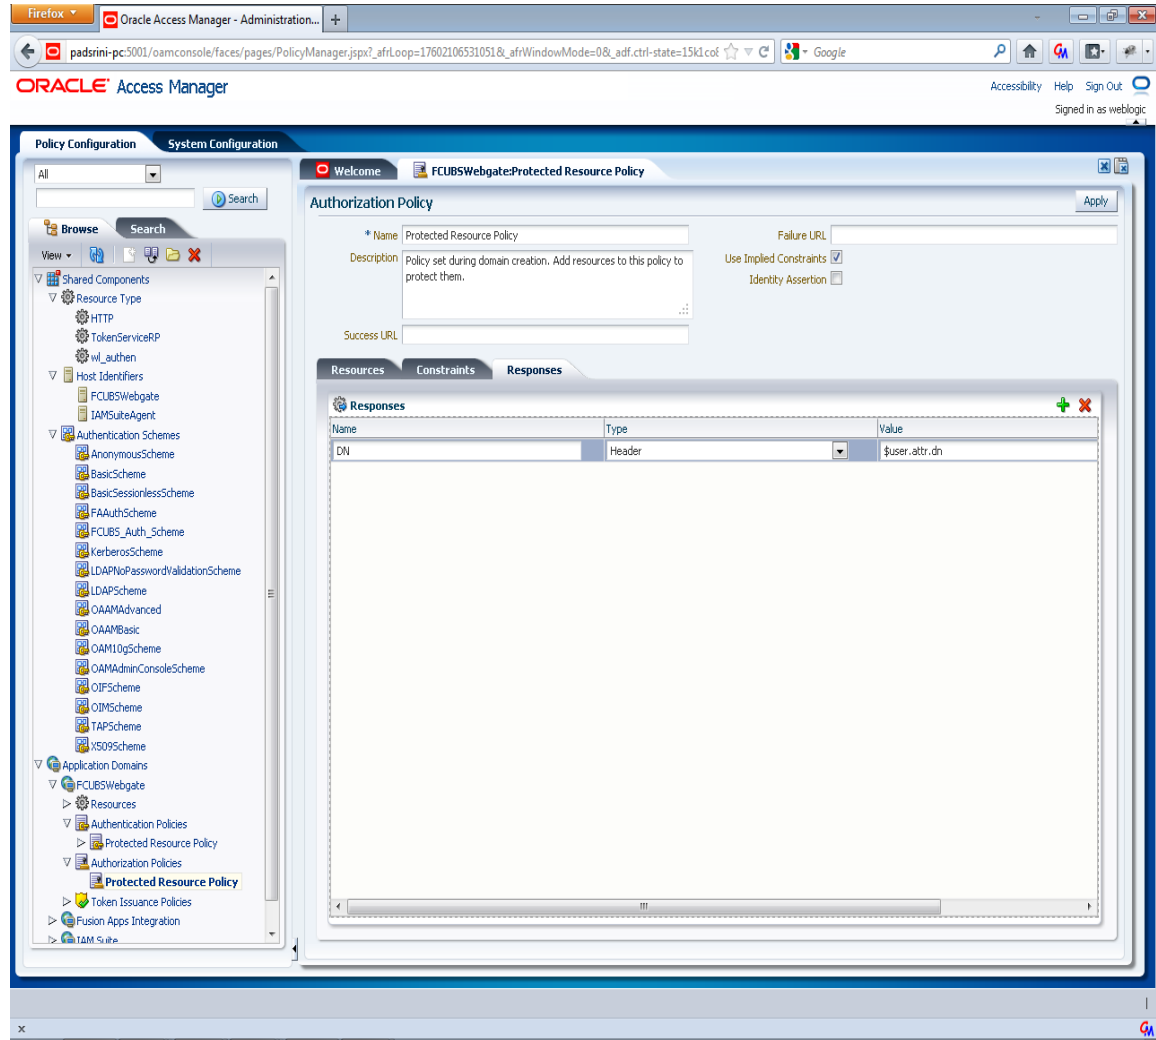 Firefox
Oracle Access Manager - Administration...
padsrini-pc:5001/oamconsole/faces/pages/PolicyManager.jspx?_afrLoop=17602106531051&_afrWindowMode=0&_adf.ctrl-state=15k1co
Google
ORACLE Access Manager
Accessibility Help Sign Out
Signed in as weblogic
Policy Configuration System Configuration
All
Search
Browse Search
View
Shared Components
Resource Type
HTTP
TokenServiceRP
wl_authen
Host Identifiers
FCUBSWebgate
IAMSuiteAgent
Authentication Schemes
AnonymousScheme
BasicScheme
BasicSessionlessScheme
FAAuthScheme
FCUBS_Auth_Scheme
KerberosScheme
LDAPNoPasswordValidationScheme
LDAPScheme
OAAMAdvanced
OAAMBasic
OAM10gScheme
OAMAdminConsoleScheme
OIFScheme
OIMScheme
TAPScheme
X509Scheme
Application Domains
FCUBSWebgate
Resources
Authentication Policies
Protected Resource Policy
Authorization Policies
Protected Resource Policy
Token Issuance Policies
Fusion Apps Integration
IAM Suite
Welcome FCUBSWebgate:Protected Resource Policy
Authorization Policy Apply
* Name Protected Resource Policy
Description Policy set during domain creation. Add resources to this policy to
protect them.
Success URL
Failure URL
Use Implied Constraints
Identity Assertion
Resources Constraints Responses
Responses
Name Type Value
DN Header $user.attr.dn